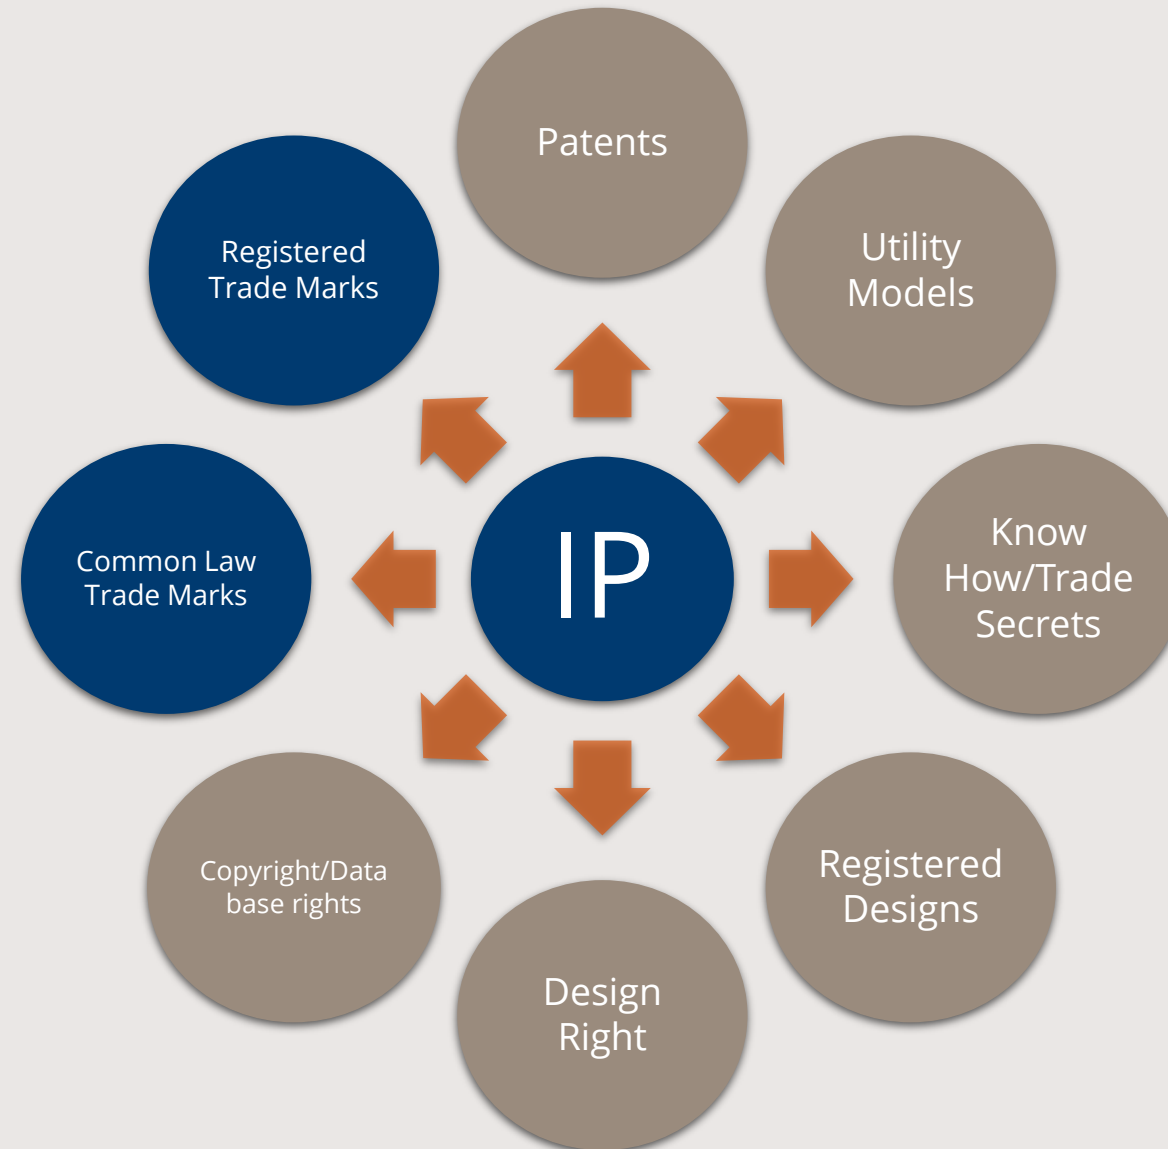 Patents
Registered
Trade Marks
Utility
Models
Common Law
Trade Marks
IP
Know
How/Trade
Secrets
Copyright/Data
base rights
Registered
Designs
Design
Right